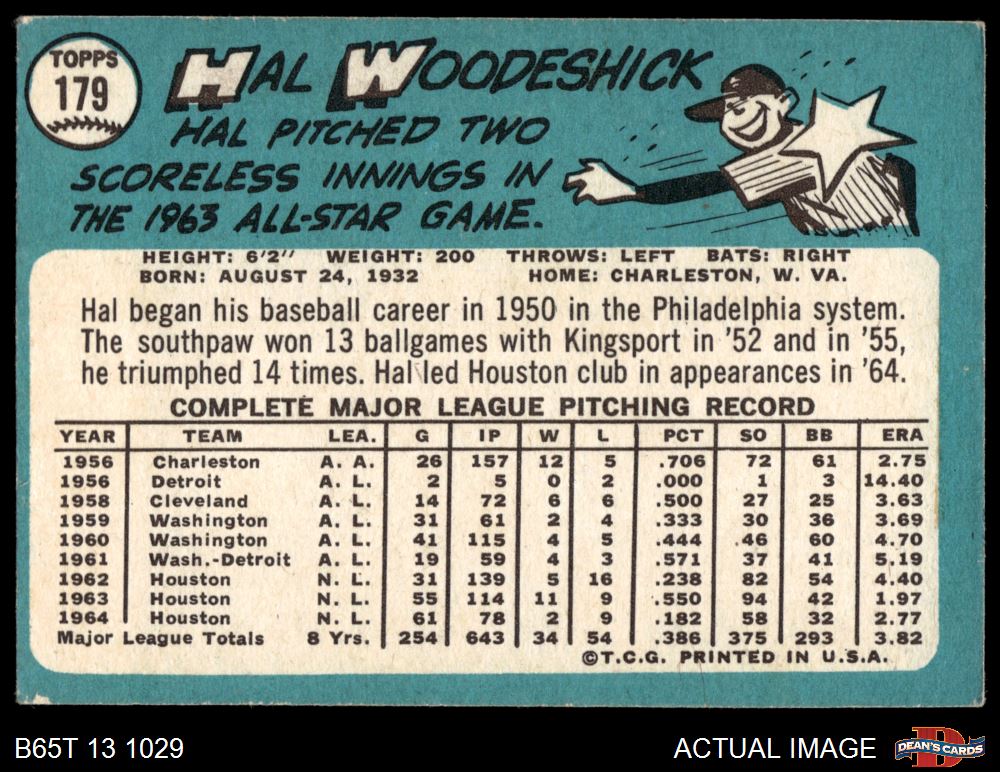 TOPPS
179
HAL WOODESHICK
HAL PITCHED TWO
SCORELESS INNINGS IN
THE 1963 ALL-STAR GAME.
HEIGHT: 6'2" WEIGHT: 200 THROWS: LEFT BATS: RIGHT
BORN: AUGUST 24, 1932 HOME: CHARLESTON, W. VA.
Hal began his baseball career in 1950 in the Philadelphia system.
The southpaw won 13 ballgames with Kingsport in '52 and in '55,
he triumphed 14 times. Hal led Houston club in appearances in '64.
COMPLETE MAJOR LEAGUE PITCHING RECORD
YEAR TEAM LEA. G IP W L PCT SO BB ERA
1956 Charleston A. A. 26 157 12 5 .706 72 61 2.75
1956 Detroit A. L. 2 5 0 2 .000 1 3 14.40
1958 Cleveland A. L. 14 72 6 6 .500 27 25 3.63
1959 Washington A. L. 31 61 2 4 .333 30 36 3.69
1960 Washington A. L. 41 115 4 5 .444 46 60 4.70
1961 Wash.-Detroit A. L. 19 59 4 3 .571 37 41 5.19
1962 Houston N. L. 31 139 5 16 .238 82 54 4.40
1963 Houston N. L. 55 114 11 9 .550 94 42 1.97
1964 Houston N. L. 61 78 2 9 .182 58 32 2.77
Major League Totals 8 Yrs. 254 643 34 54 .386 375 293 3.82
©T.C.G. PRINTED IN U.S.A.
B65T 13 1029 ACTUAL IMAGE
D
DEAN'S CARDS